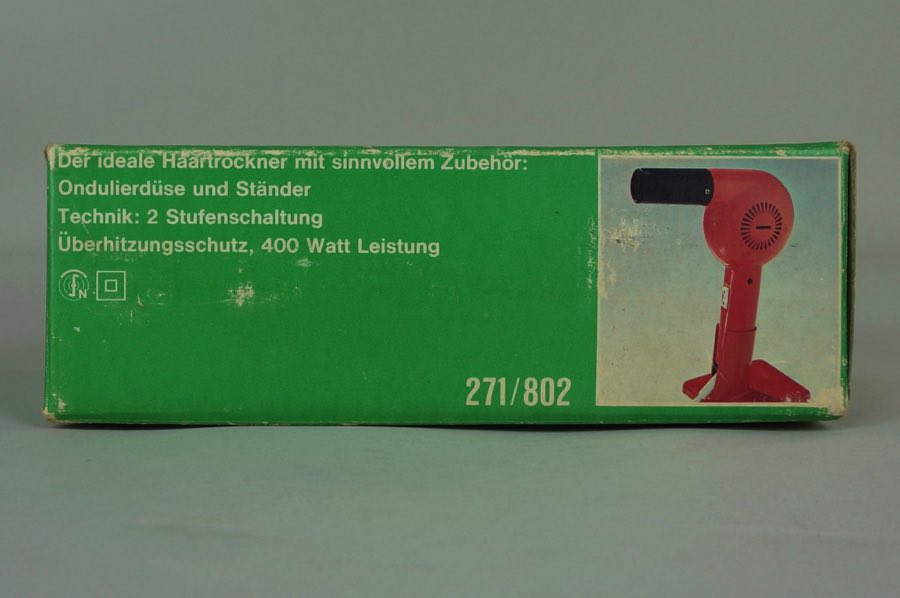 Der ideale Haartrockner mit sinnvollem Zubehör:
Ondulierdüse und Ständer
Technik: 2 Stufenschaltung
Überhitzungsschutz, 400 Watt Leistung
N
271/802